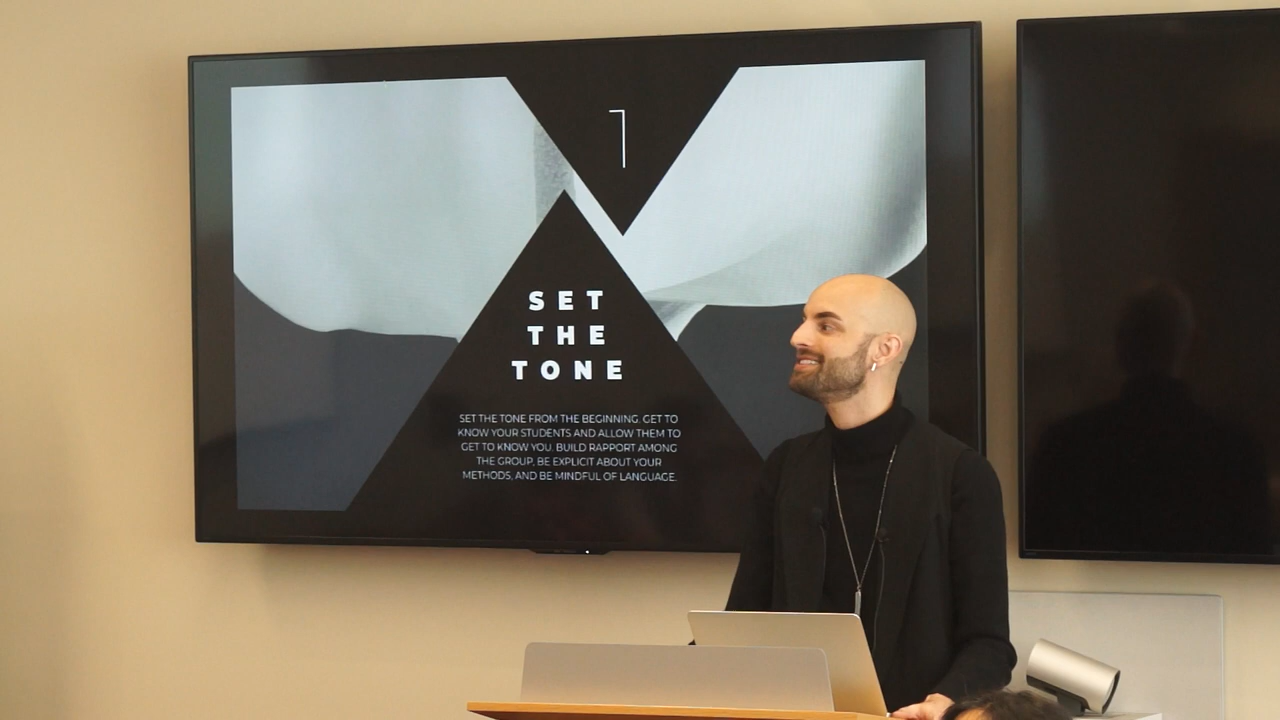 1
SET
THE
TONE
SET THE TONE FROM THE BEGINNING. GET TO
KNOW YOUR STUDENTS AND ALLOW THEM TO
GET TO KNOW YOU. BUILD RAPPORT AMONG
THE GROUP, BE EXPLICIT ABOUT YOUR
METHODS, AND BE MINDFUL OF LANGUAGE.